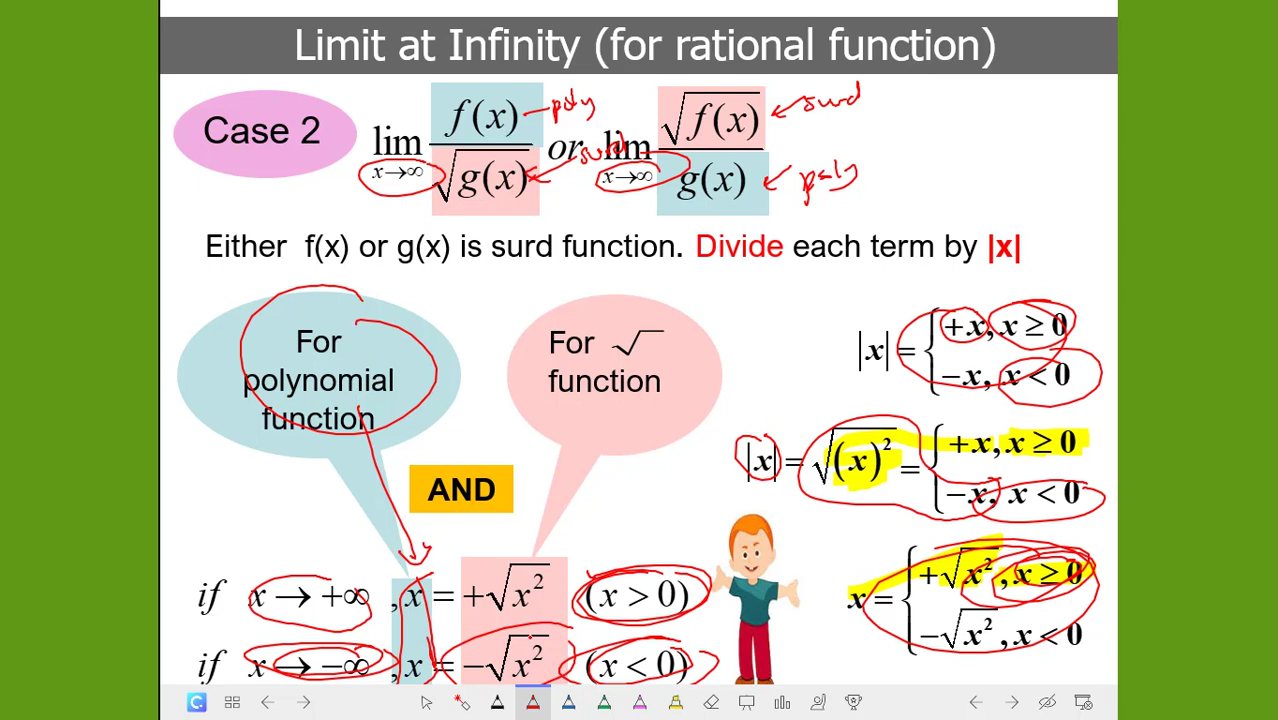 Limit at Infinity (for rational function)
Case 2
lim x→∞ f(x) / √g(x) or lim x→∞ √f(x) / g(x)
poly
surd
surd
poly
Either f(x) or g(x) is surd function. Divide each term by |x|
For
polynomial
function
For √
function
|x| = { +x, x ≥ 0
−x, x < 0
|x| = √(x)² = { +x, x ≥ 0
−x, x < 0
AND
x = { +√x², x ≥ 0
−√x², x < 0
if x → +∞ , x = +√x² (x > 0)
if x → −∞ , x = −√x² (x < 0)
C